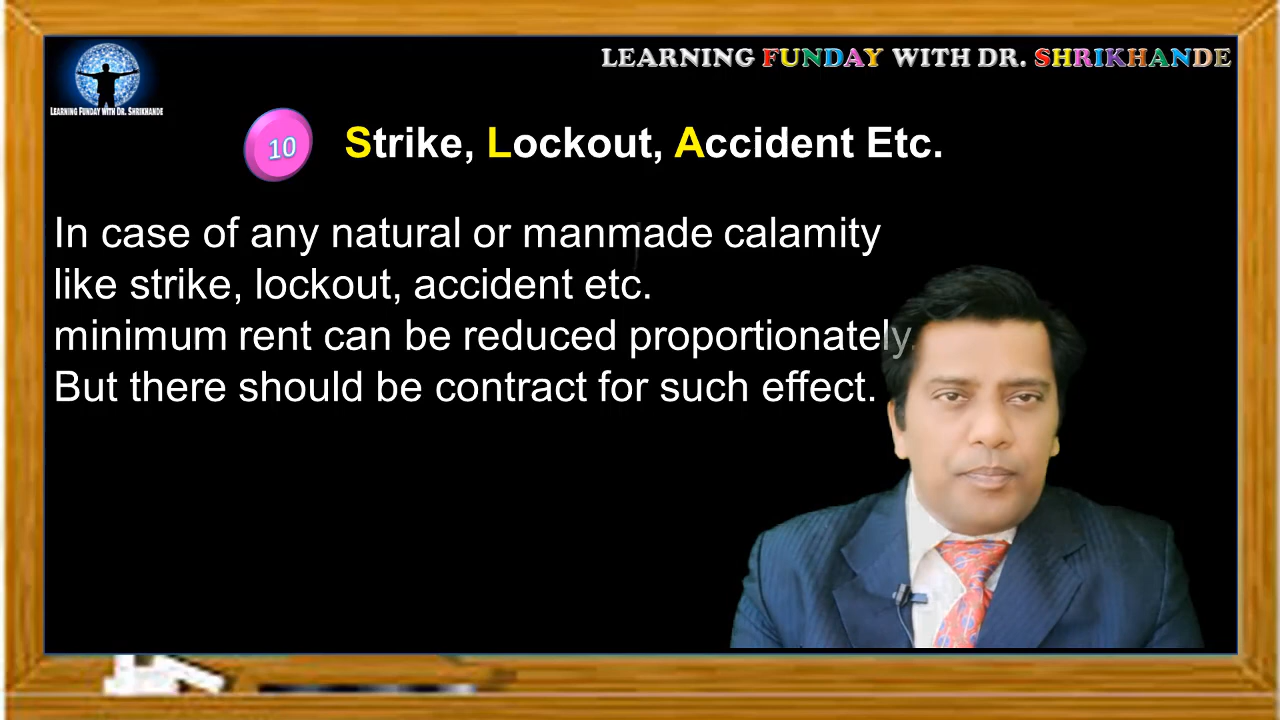 LEARNING FUNDAY WITH DR. SHRIKHANDE
LEARNING FUNDAY WITH DR. SHRIKHANDE
10 Strike, Lockout, Accident Etc.
In case of any natural or manmade calamity
like strike, lockout, accident etc.
minimum rent can be reduced proportionately.
But there should be contract for such effect.